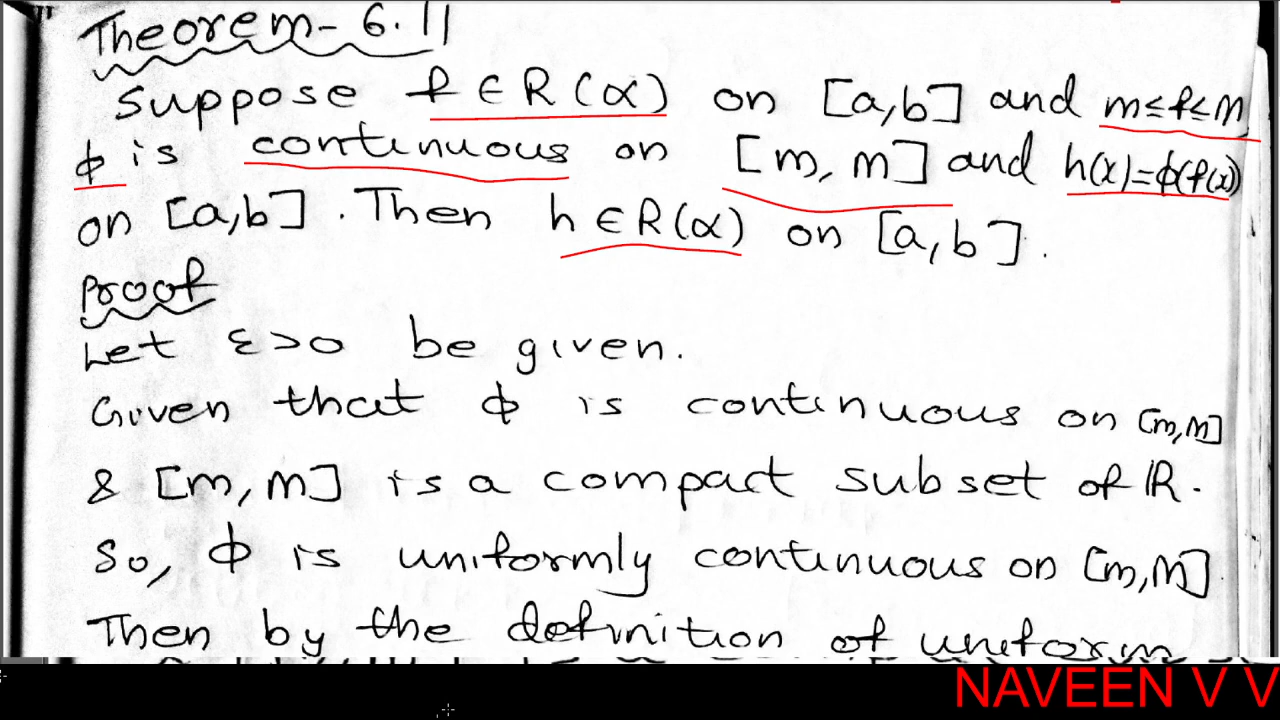 Theorem - 6.11
Suppose f ∈ R(α) on [a,b] and m≤f≤M
ϕ is continuous on [m, M] and h(x)=ϕ(f(x))
on [a,b]. Then h ∈ R(α) on [a,b].
Proof
Let ε>0 be given.
Given that ϕ is continuous on [m,M]
& [m, M] is a compact subset of ℝ.
So, ϕ is uniformly continuous on [m,M]
Then by the definition of uniform
NAVEEN V V